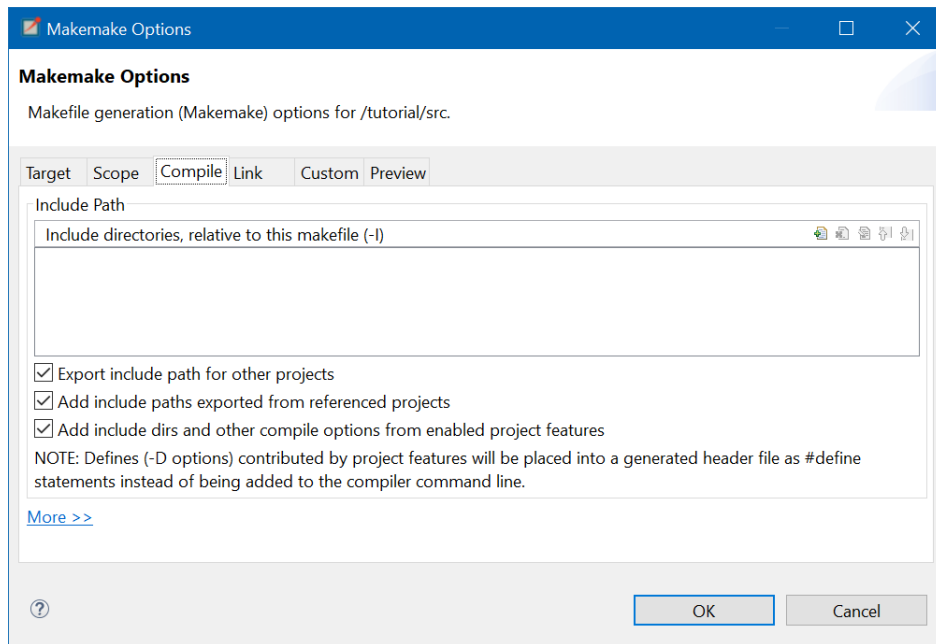 Makemake Options
Makemake Options
Makefile generation (Makemake) options for /tutorial/src.
Target Scope Compile Link Custom Preview
Include Path
Include directories, relative to this makefile (-I)
Export include path for other projects
Add include paths exported from referenced projects
Add include dirs and other compile options from enabled project features
NOTE: Defines (-D options) contributed by project features will be placed into a generated header file as #define
statements instead of being added to the compiler command line.
More >>
?
OK Cancel